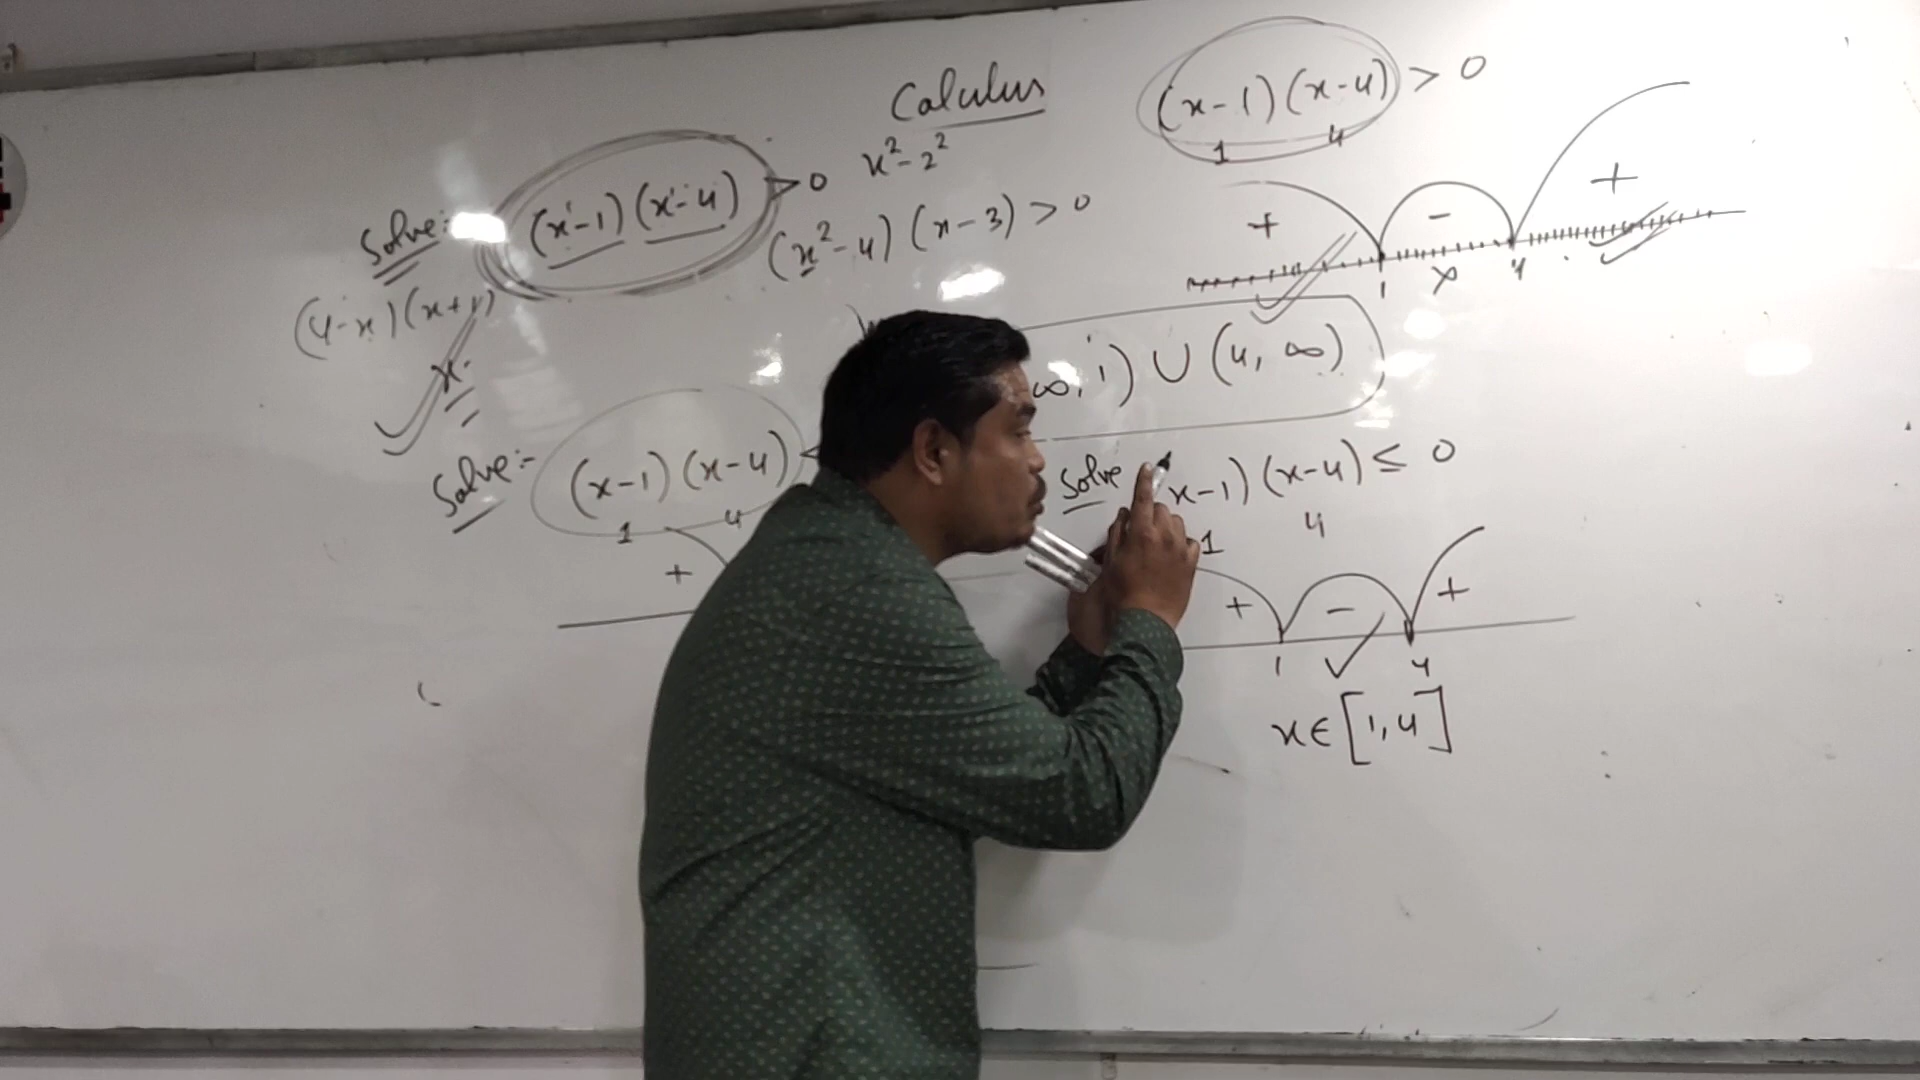 Calculus
Solve:- (x-1)(x-4) > 0
x²-2²
(x²-4)(x-3) > 0
(4-x)(x+1)
x
(x-1)(x-4) > 0
1 4
+ - +
1 x 4
∞, 1) ∪ (4, ∞)
Solve:- (x-1)(x-4) <
1 4
+
Solve x-1)(x-4) ≤ 0
1 4
+ - +
1 4
x ∈ [1, 4]